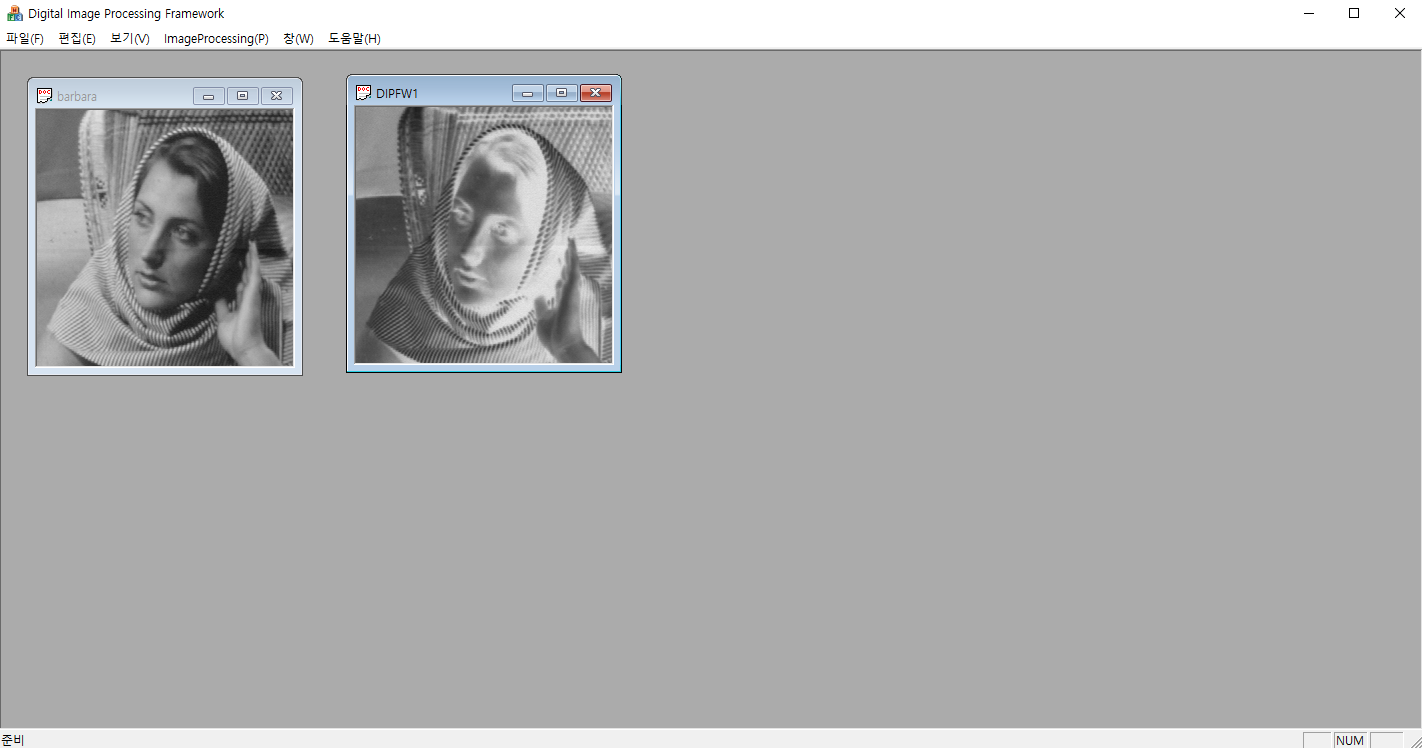 Digital Image Processing Framework
파일(F) 편집(E) 보기(V) ImageProcessing(P) 창(W) 도움말(H)
barbara
DIPFW1
준비
NUM